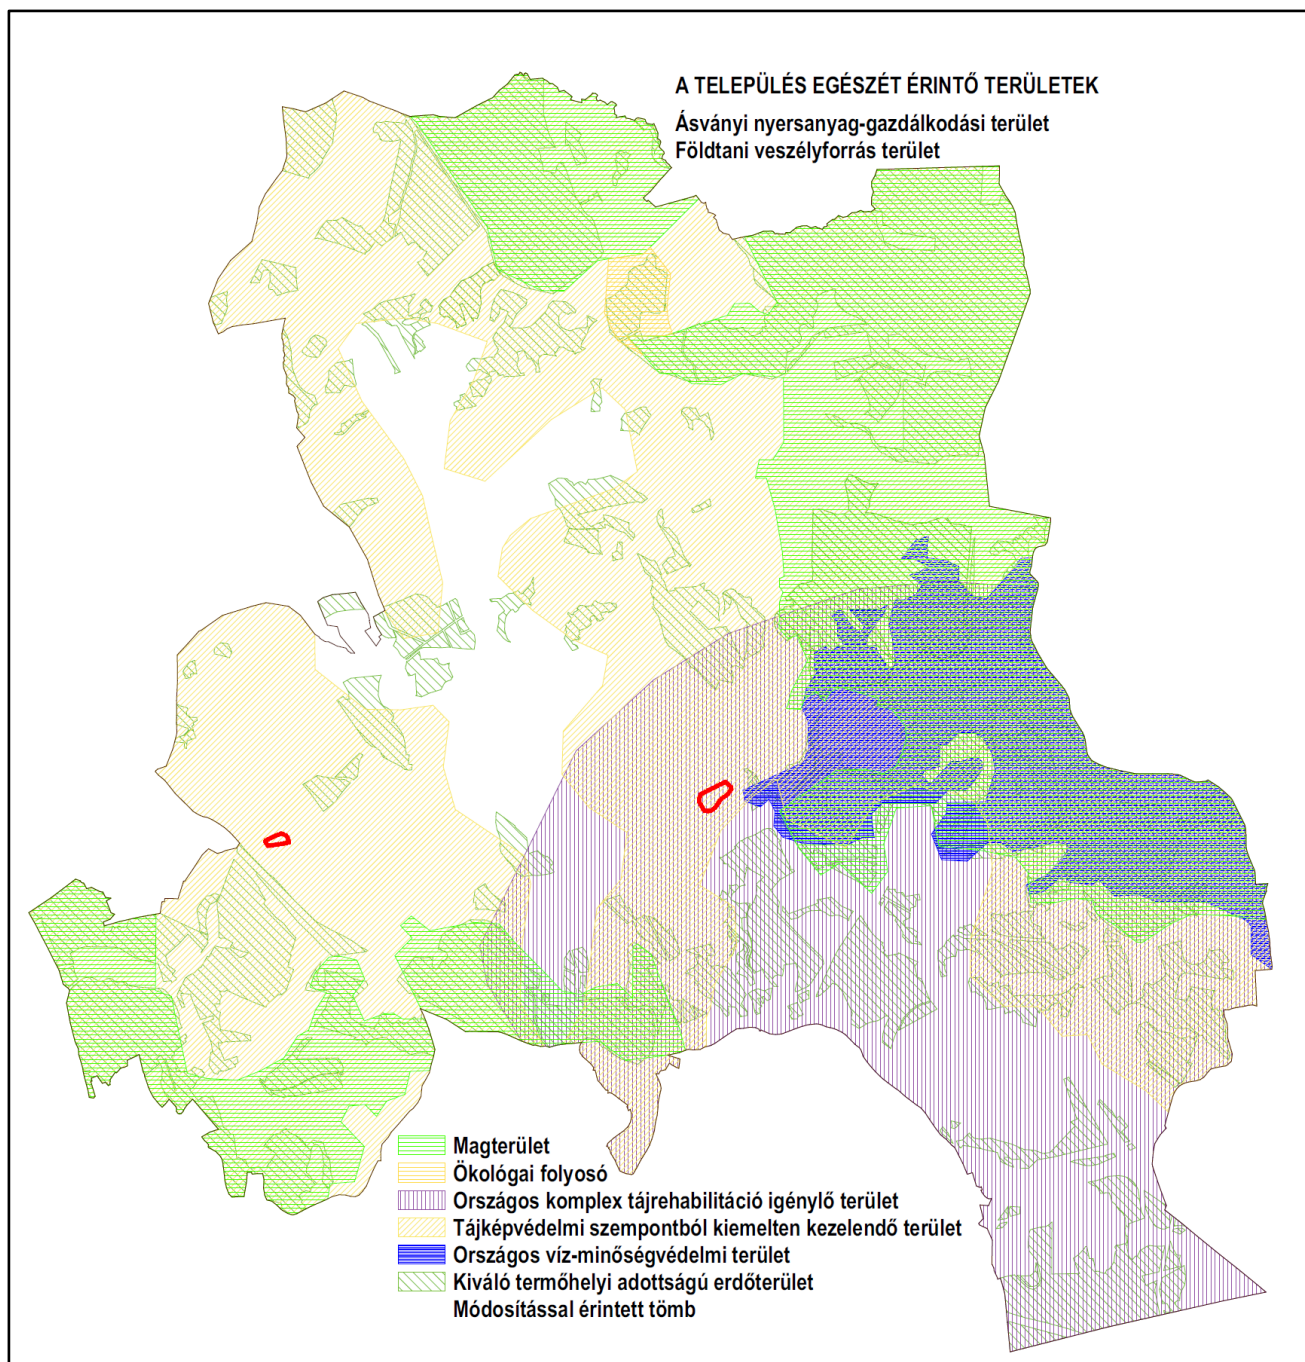 A TELEPÜLÉS EGÉSZÉT ÉRINTŐ TERÜLETEK
Ásványi nyersanyag-gazdálkodási terület
Földtani veszélyforrás terület
Magterület
Ökológai folyosó
Országos komplex tájrehabilitáció igénylő terület
Tájképvédelmi szempontból kiemelten kezelendő terület
Országos víz-minőségvédelmi terület
Kiváló termőhelyi adottságú erdőterület
Módosítással érintett tömb